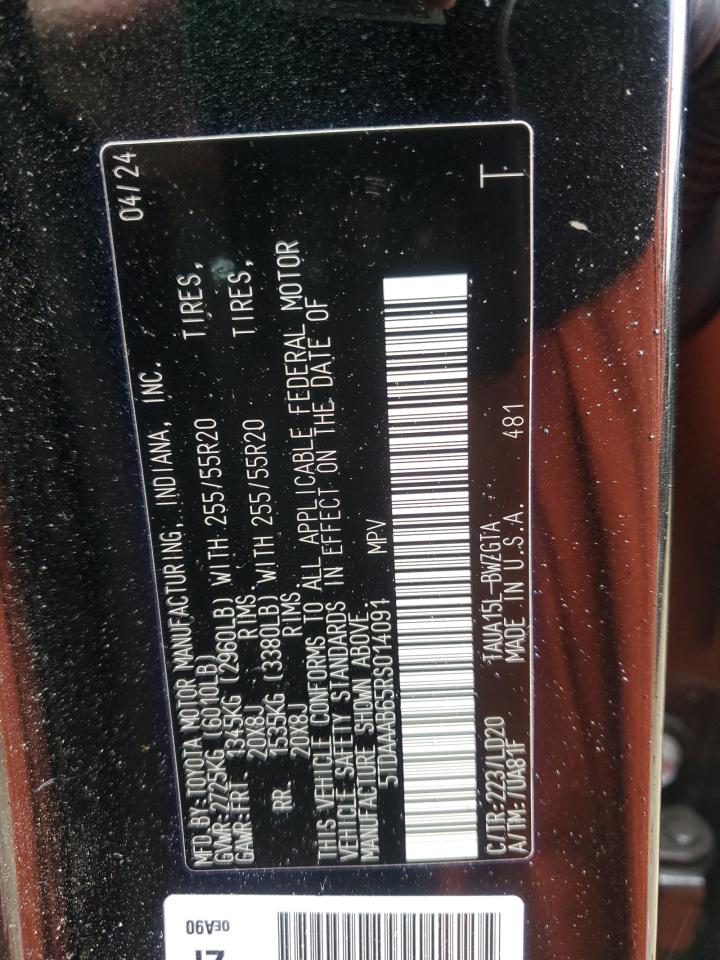 MFD.BY:TOYOTA MOTOR MANUFACTURING, INDIANA, INC. 04/24
GVWR:2725KG (6010LB)
GAWR:FRT. 1345KG (2960LB) WITH 255/55R20 TIRES,
20X8J RIMS
RR. 1535KG (3380LB) WITH 255/55R20 TIRES,
20X8J RIMS
THIS VEHICLE CONFORMS TO ALL APPLICABLE FEDERAL MOTOR
VEHICLE SAFETY STANDARDS IN EFFECT ON THE DATE OF
MANUFACTURE SHOWN ABOVE.
5TDAAAB65RS014091 MPV
C/TR:223/LD20 TAUA15L-BWZGTA T
A/TM:/UA81F MADE IN U.S.A. 481
0EA90